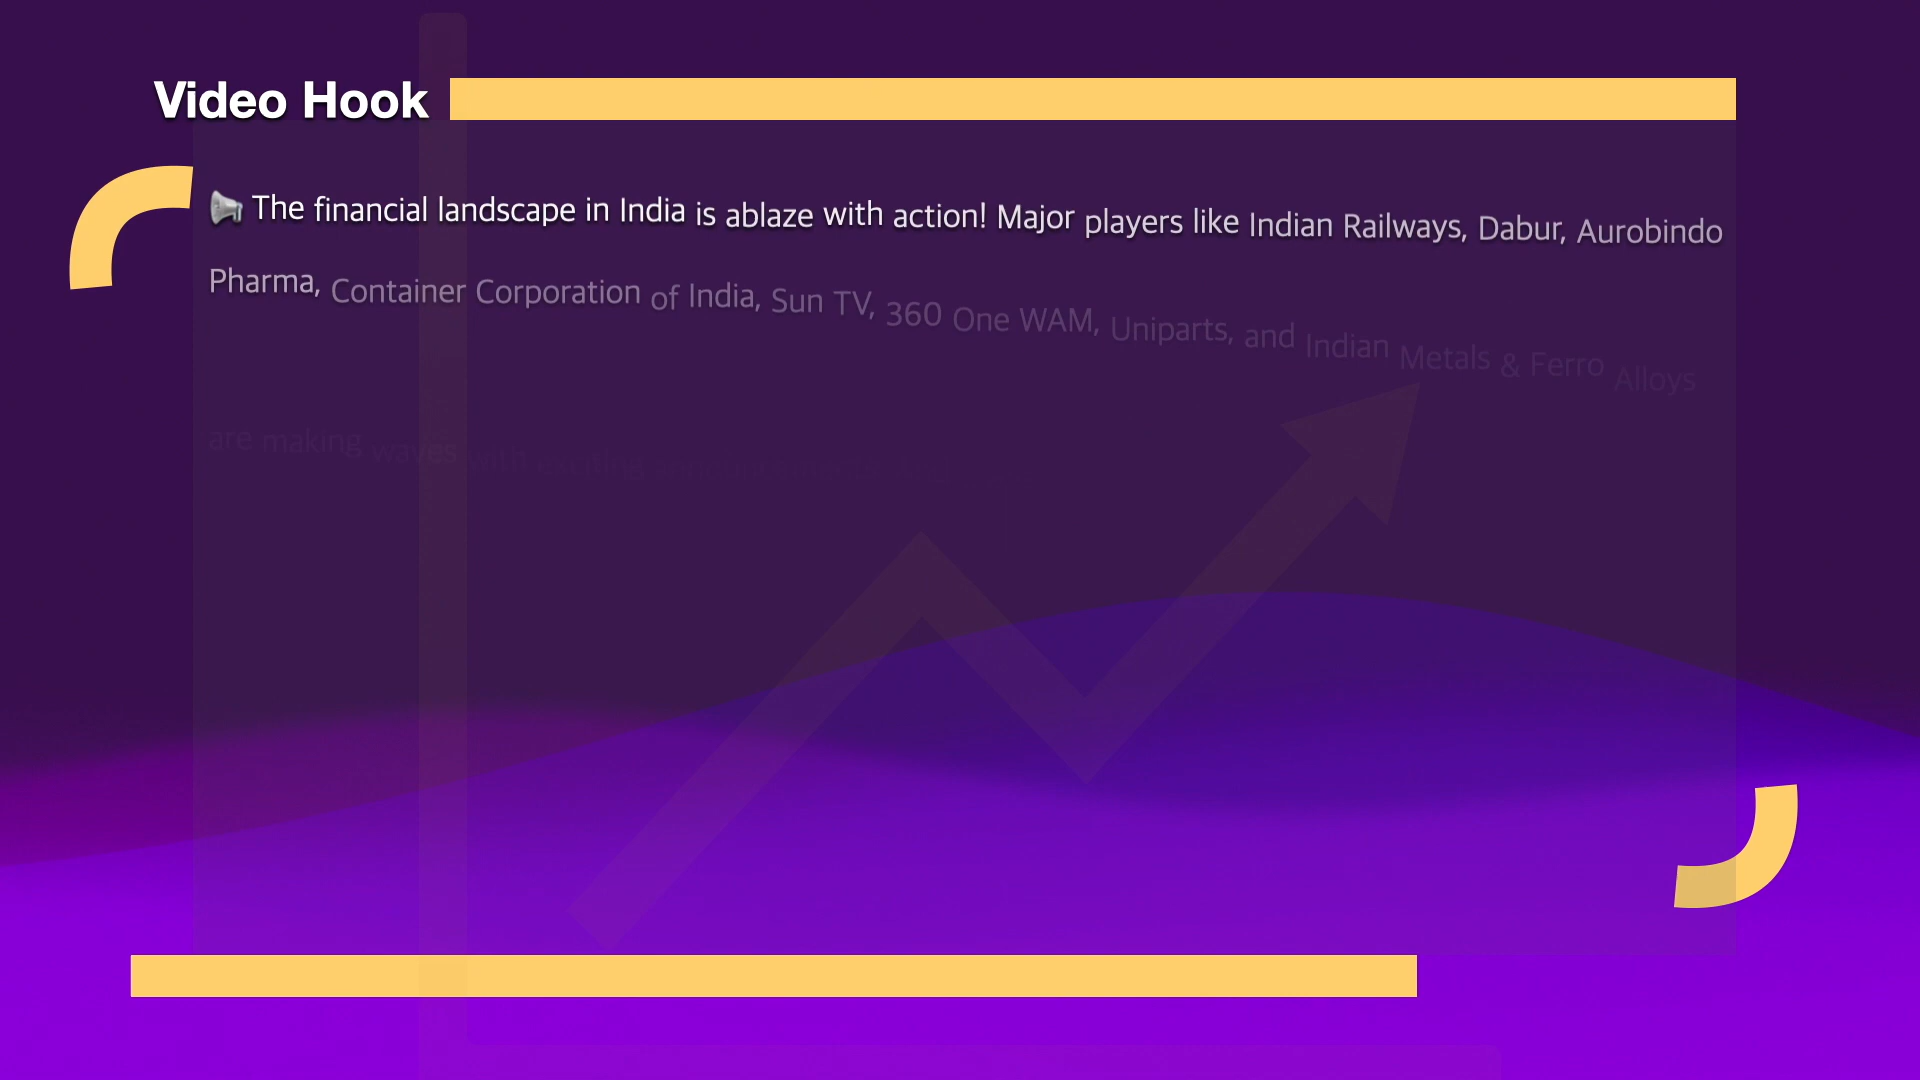 Video Hook
📢 The financial landscape in India is ablaze with action! Major players like Indian Railways, Dabur, Aurobindo
Pharma, Container Corporation of India, Sun TV, 360 One WAM, Uniparts, and Indian Metals & Ferro Alloys
are making waves with exciting announcements.